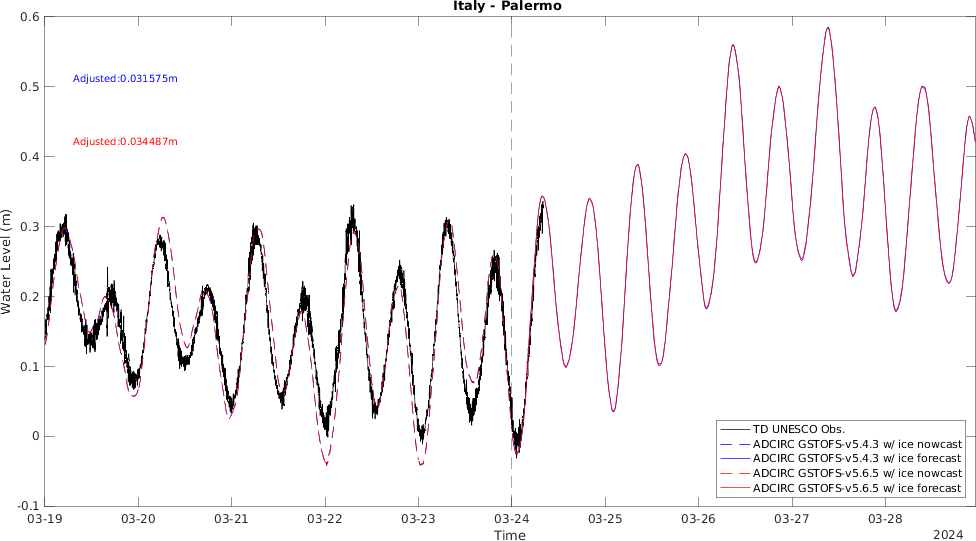 Italy - Palermo
0.6
0.5
0.4
0.3
0.2
0.1
0
-0.1
Water Level (m)
Adjusted:0.031575m
Adjusted:0.034487m
TD UNESCO Obs.
ADCIRC GSTOFS-v5.4.3 w/ ice nowcast
ADCIRC GSTOFS-v5.4.3 w/ ice forecast
ADCIRC GSTOFS-v5.6.5 w/ ice nowcast
ADCIRC GSTOFS-v5.6.5 w/ ice forecast
03-19 03-20 03-21 03-22 03-23 03-24 03-25 03-26 03-27 03-28
Time
2024